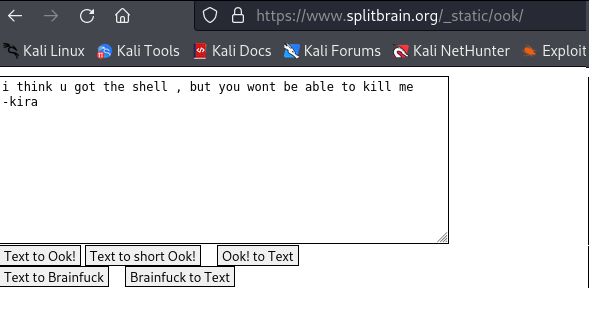 https://www.splitbrain.org/_static/ook/
Kali Linux Kali Tools Kali Docs Kali Forums Kali NetHunter Exploit
i think u got the shell , but you wont be able to kill me
-kira
Text to Ook! Text to short Ook! Ook! to Text
Text to Brainfuck Brainfuck to Text